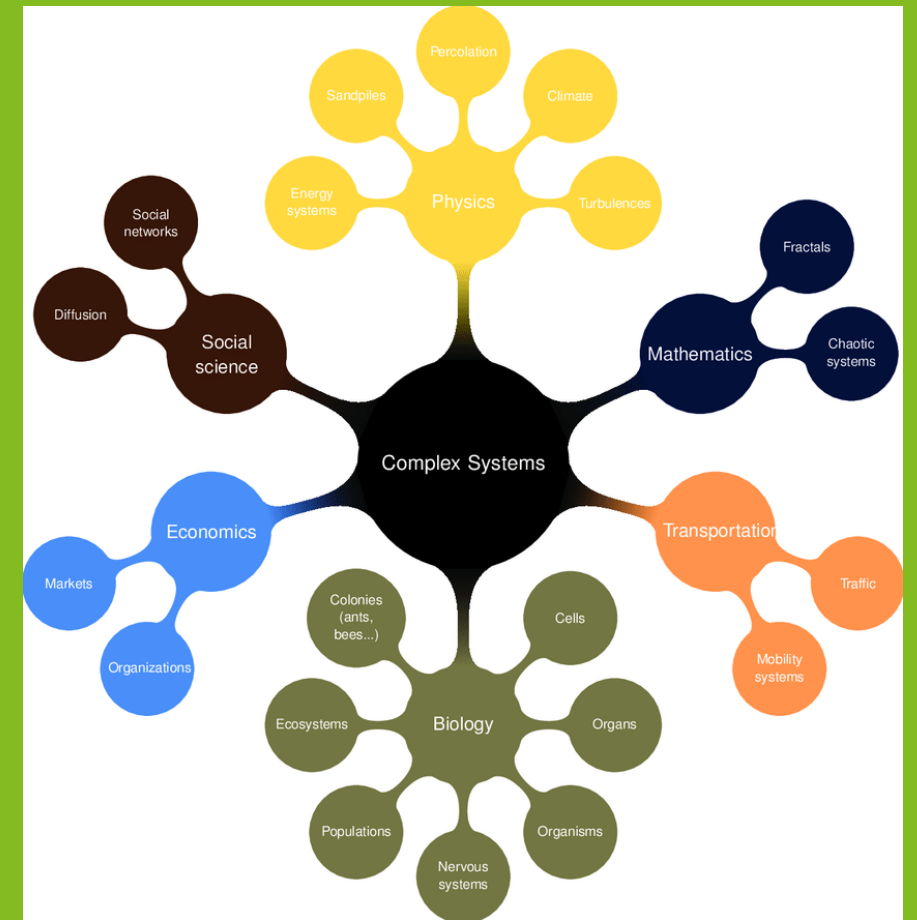 Percolation
Sandpiles
Climate
Energy
systems
Physics
Turbulences
Social
networks
Fractals
Diffusion
Social
science
Mathematics
Chaotic
systems
Complex Systems
Economics
Transportation
Markets
Traffic
Organizations
Mobility
systems
Colonies
(ants,
bees...)
Cells
Ecosystems
Biology
Organs
Populations
Organisms
Nervous
systems